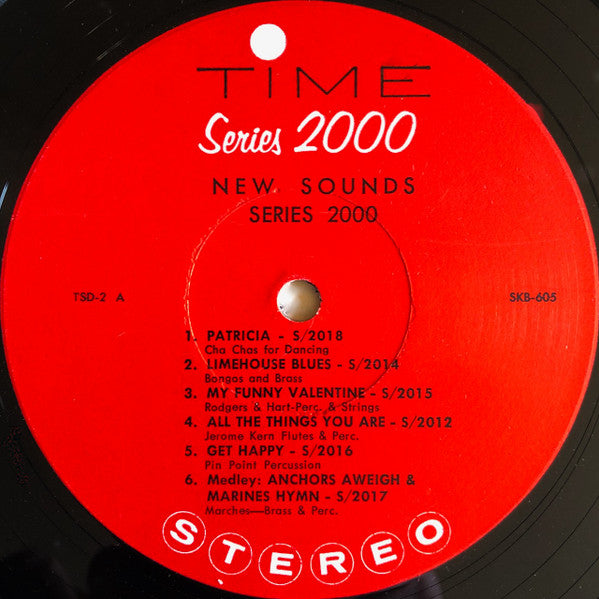 TIME
Series 2000
NEW SOUNDS
SERIES 2000
TSD-2 A
SKB-605
1. PATRICIA - S/2018
Cha Chas for Dancing
2. LIMEHOUSE BLUES - S/2014
Bongos and Brass
3. MY FUNNY VALENTINE - S/2015
Rodgers & Hart-Perc. & Strings
4. ALL THE THINGS YOU ARE - S/2012
Jerome Kern Flutes & Perc.
5. GET HAPPY - S/2016
Pin Point Percussion
6. Medley: ANCHORS AWEIGH &
MARINES HYMN - S/2017
Marches—Brass & Perc.
STEREO